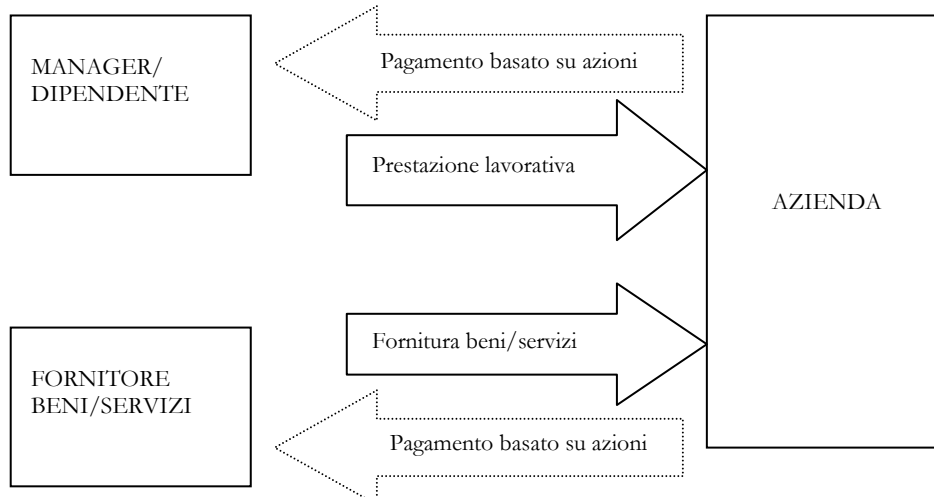 MANAGER/
DIPENDENTE
Pagamento basato su azioni
Prestazione lavorativa
AZIENDA
Fornitura beni/servizi
FORNITORE
BENI/SERVIZI
Pagamento basato su azioni